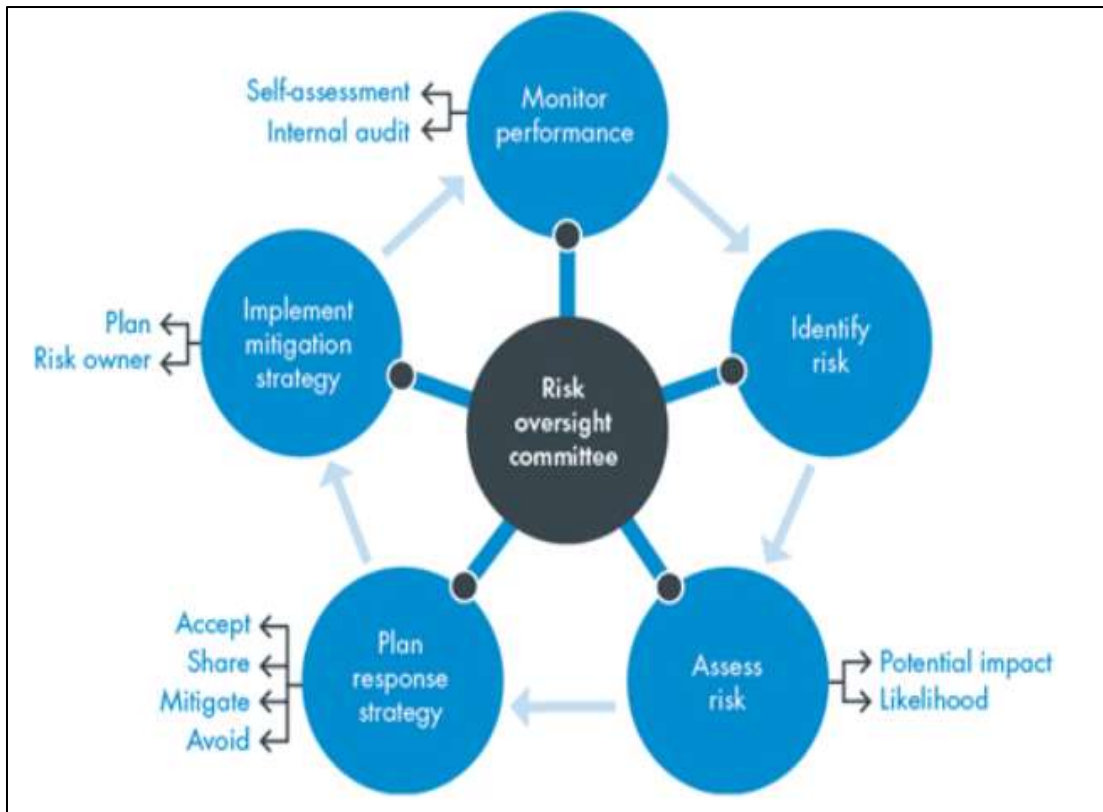 Self-assessment
Internal audit
Monitor
performance
Identify
risk
Potential impact
Likelihood
Assess
risk
Accept
Share
Mitigate
Avoid
Plan
response
strategy
Plan
Risk owner
Implement
mitigation
strategy
Risk
oversight
committee